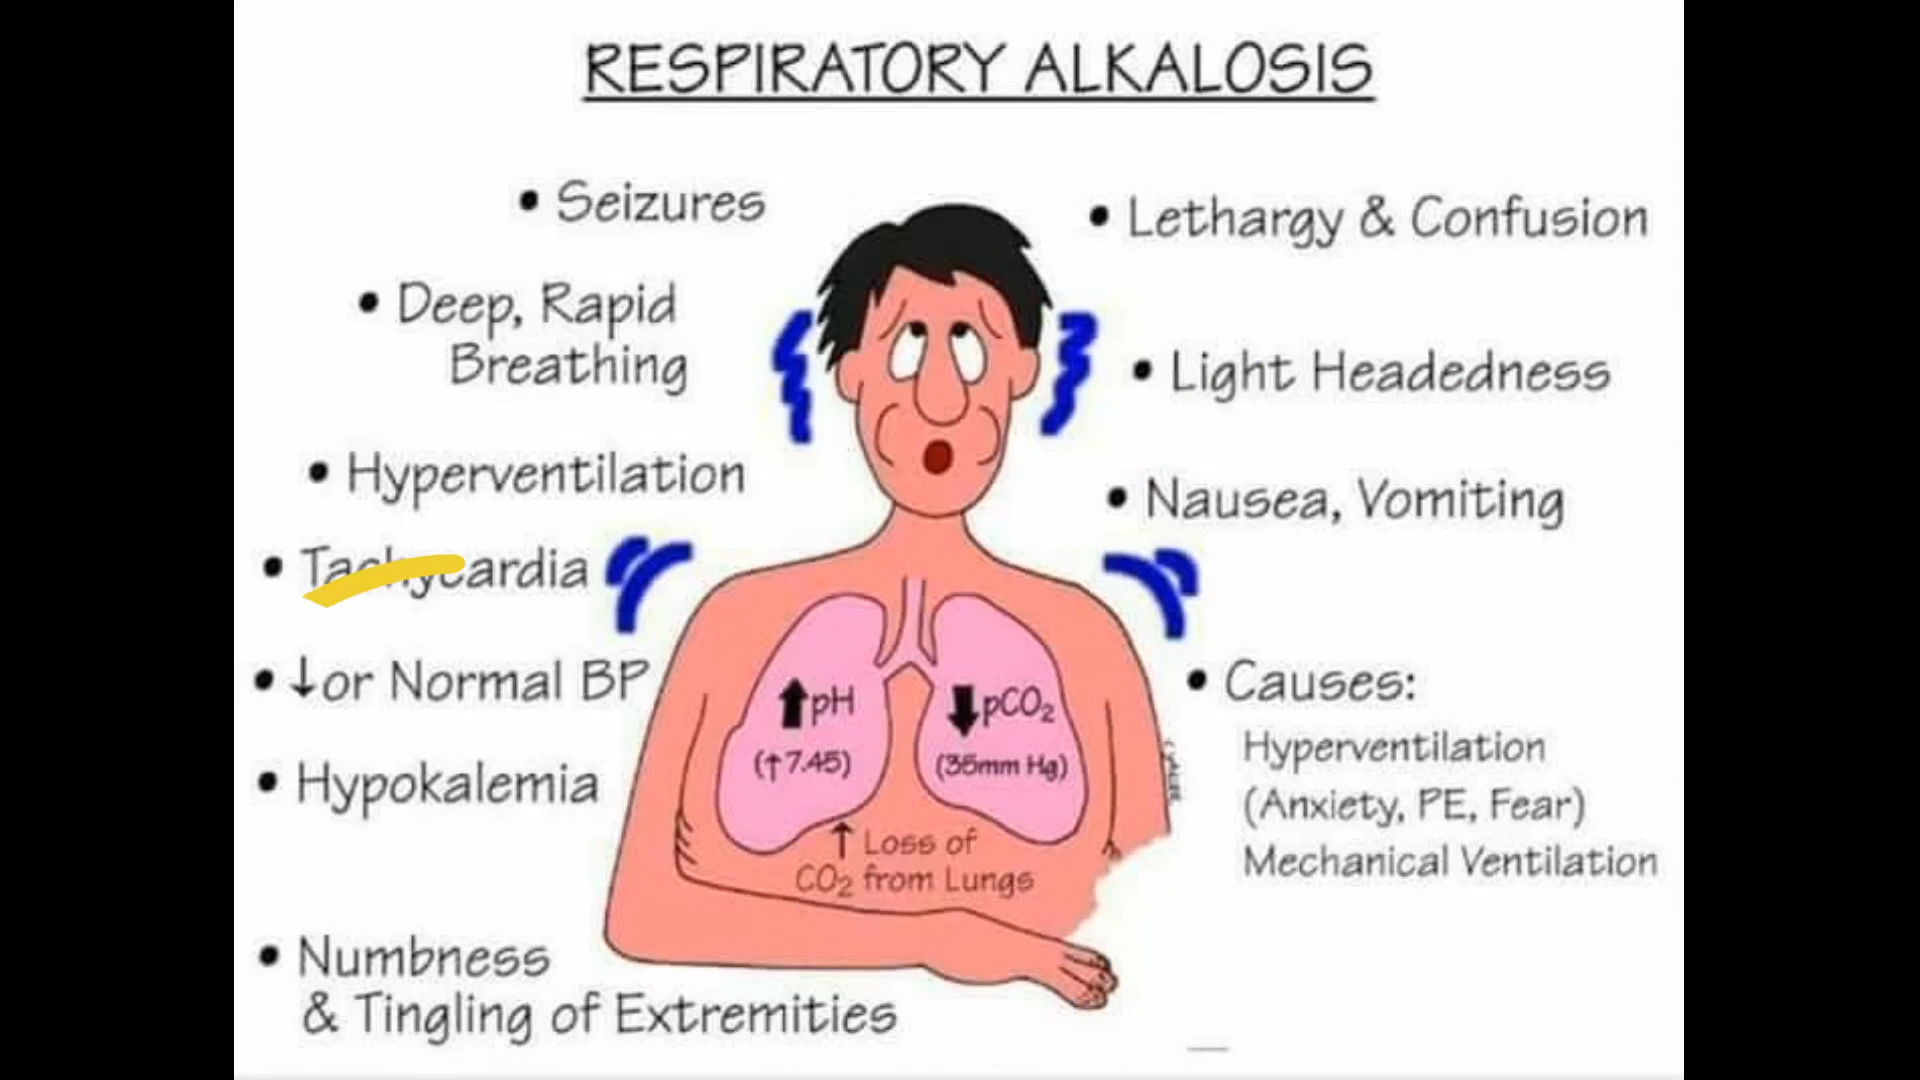 RESPIRATORY ALKALOSIS
• Seizures
• Deep, Rapid
Breathing
• Hyperventilation
• Tachycardia
• ↓or Normal BP
• Hypokalemia
• Numbness
& Tingling of Extremities
• Lethargy & Confusion
• Light Headedness
• Nausea, Vomiting
• Causes:
Hyperventilation
(Anxiety, PE, Fear)
Mechanical Ventilation
↑pH
(↑7.45)
↓pCO₂
(35mm Hg)
↑ Loss of
CO₂ from Lungs